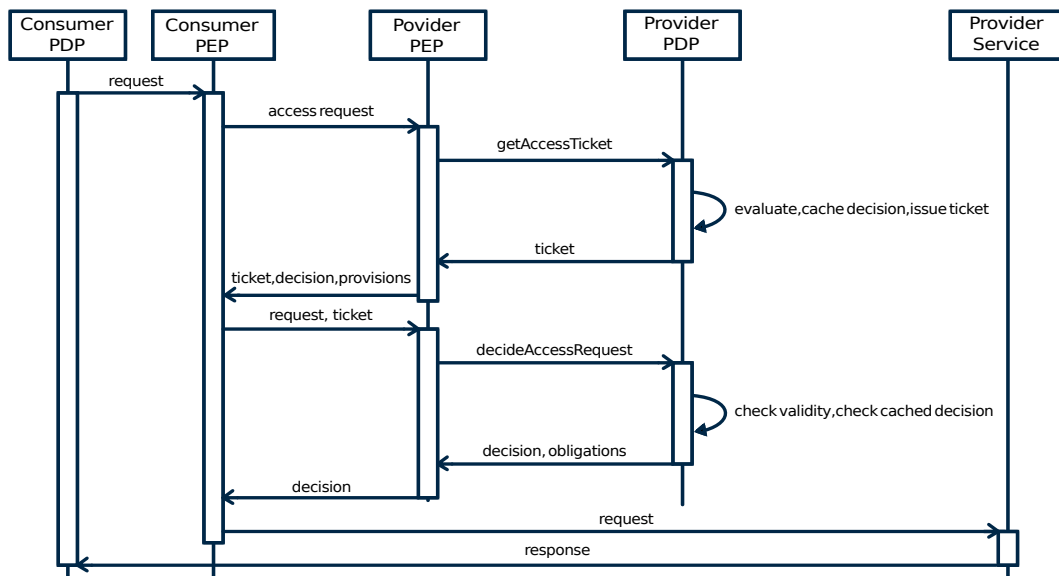 Consumer
PDP
Consumer
PEP
Povider
PEP
Provider
PDP
Provider
Service
request
access request
getAccessTicket
evaluate,cache decision,issue ticket
ticket
ticket,decision,provisions
request, ticket
decideAccessRequest
check validity,check cached decision
decision, obligations
decision
request
response